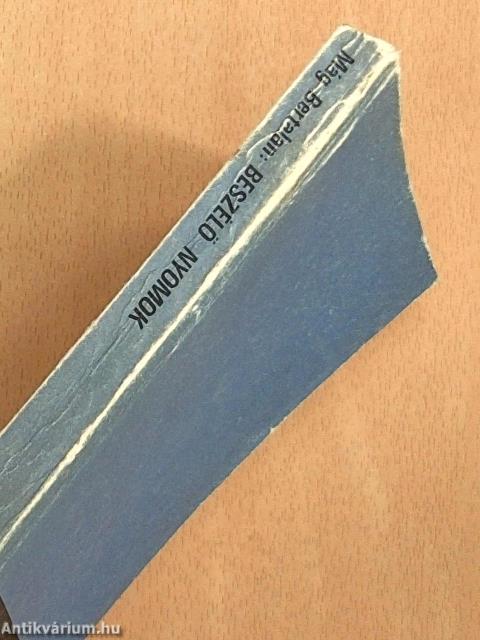 Mág Bertalan: BESZÉLŐ NYOMOK
Antikvárium.hu